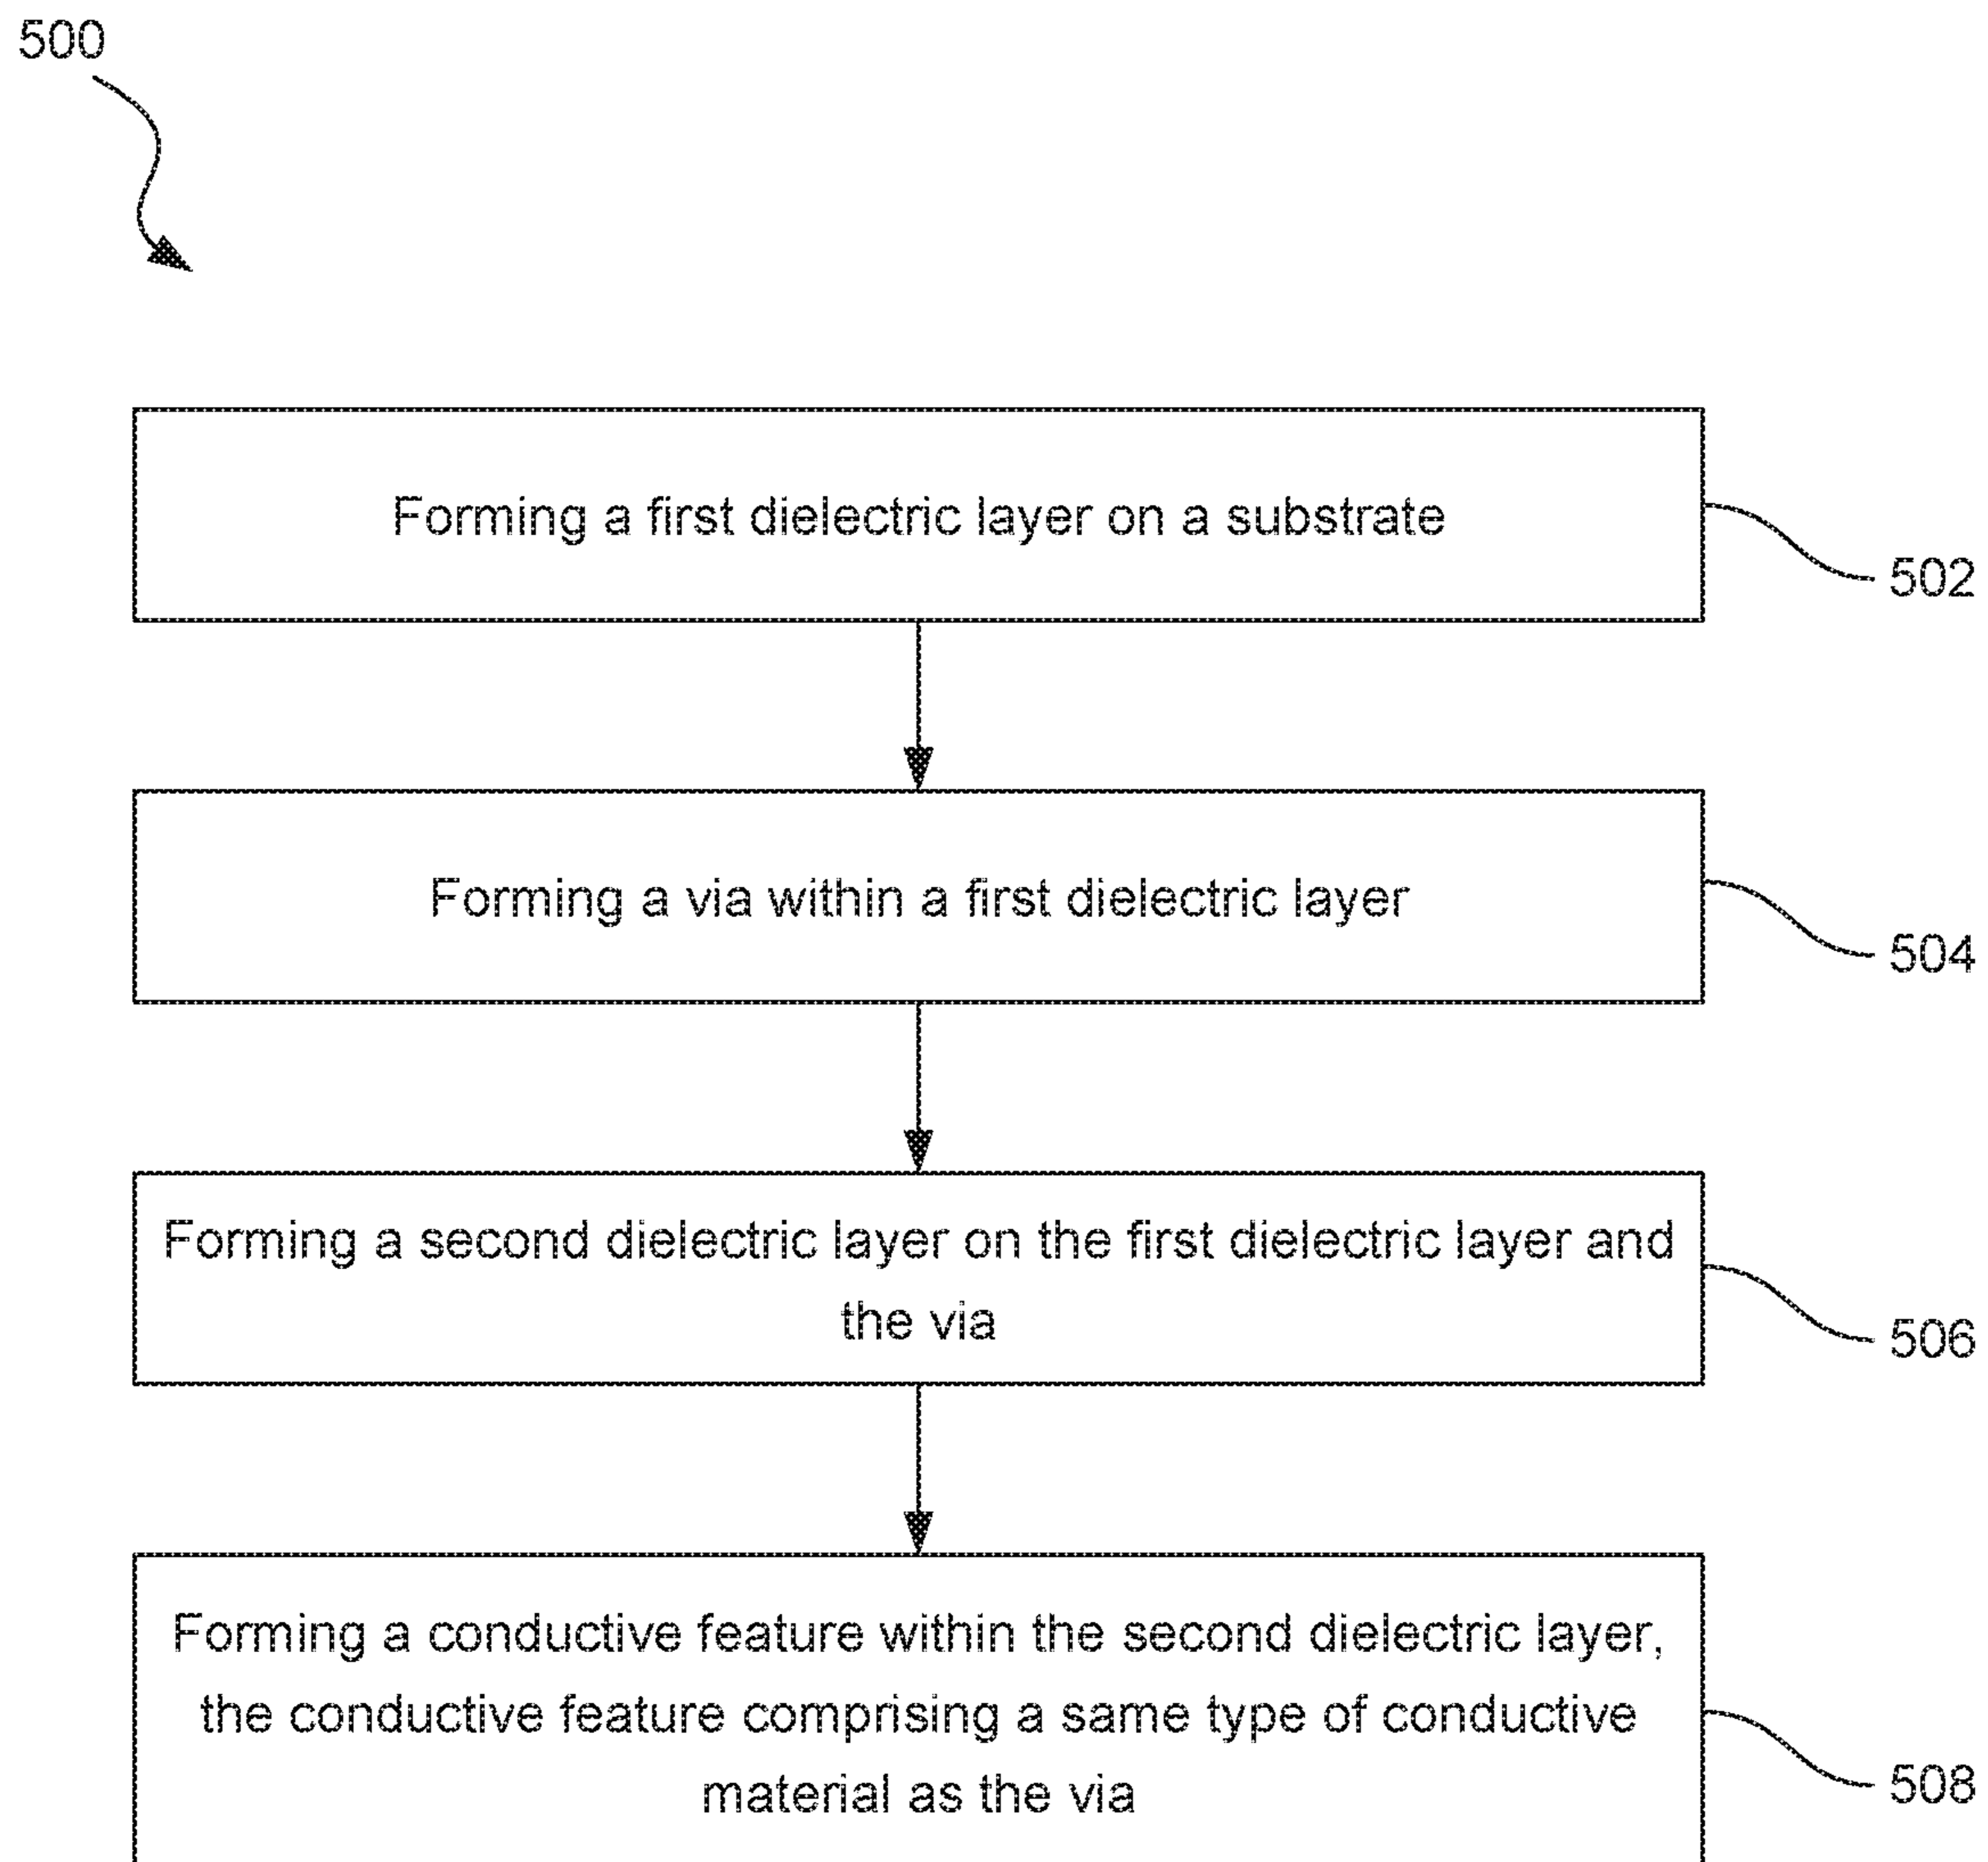 500
Forming a first dielectric layer on a substrate
502
Forming a via within a first dielectric layer
504
Forming a second dielectric layer on the first dielectric layer and
the via
506
Forming a conductive feature within the second dielectric layer,
the conductive feature comprising a same type of conductive
material as the via
508